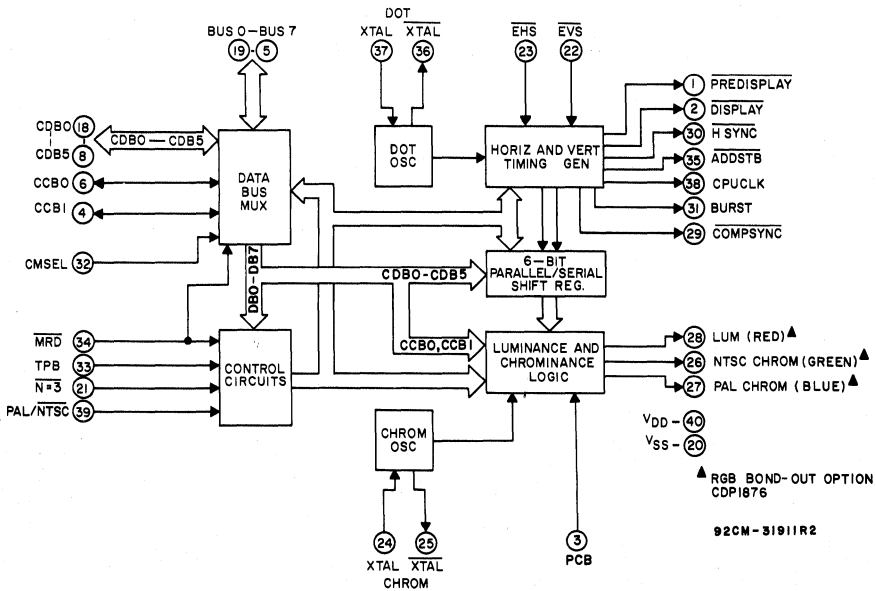 DOT
BUS 0–BUS 7
19 - 5
XTAL
37
XTAL
36
EHS
23
EVS
22
CDB0 18
CDB5 8
CDB0 — CDB5
CCB0 6
CCB1 4
CMSEL 32
DATA
BUS
MUX
DOT
OSC
HORIZ AND VERT
TIMING GEN
1 PREDISPLAY
2 DISPLAY
30 H SYNC
35 ADDSTB
38 CPUCLK
31 BURST
29 COMPSYNC
DB0–DB7
CDB0–CDB5
6–BIT
PARALLEL/SERIAL
SHIFT REG.
MRD 34
TPB 33
N=3 21
PAL/NTSC 39
CONTROL
CIRCUITS
CCB0, CCB1
LUMINANCE AND
CHROMINANCE
LOGIC
28 LUM (RED)▲
26 NTSC CHROM (GREEN)▲
27 PAL CHROM (BLUE)▲
CHROM
OSC
VDD – 40
VSS – 20
▲ RGB BOND-OUT OPTION
CDP1876
92CM-31911R2
24
XTAL
25
XTAL
CHROM
3
PCB